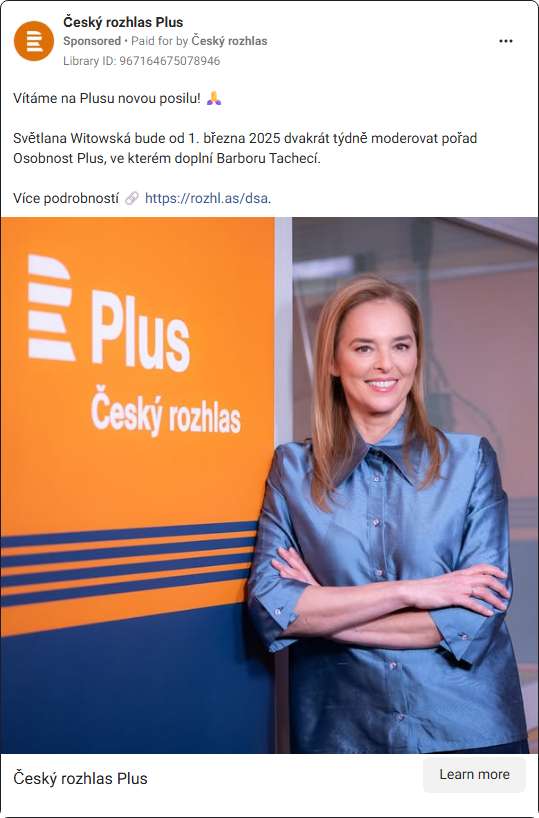 Český rozhlas Plus
Sponsored • Paid for by Český rozhlas
Library ID: 967164675078946
Vítáme na Plusu novou posilu!
Světlana Witowská bude od 1. března 2025 dvakrát týdně moderovat pořad
Osobnost Plus, ve kterém doplní Barboru Tachecí.
Více podrobností 🔗 https://rozhl.as/dsa.
Plus
Český rozhlas
Český rozhlas Plus
Learn more